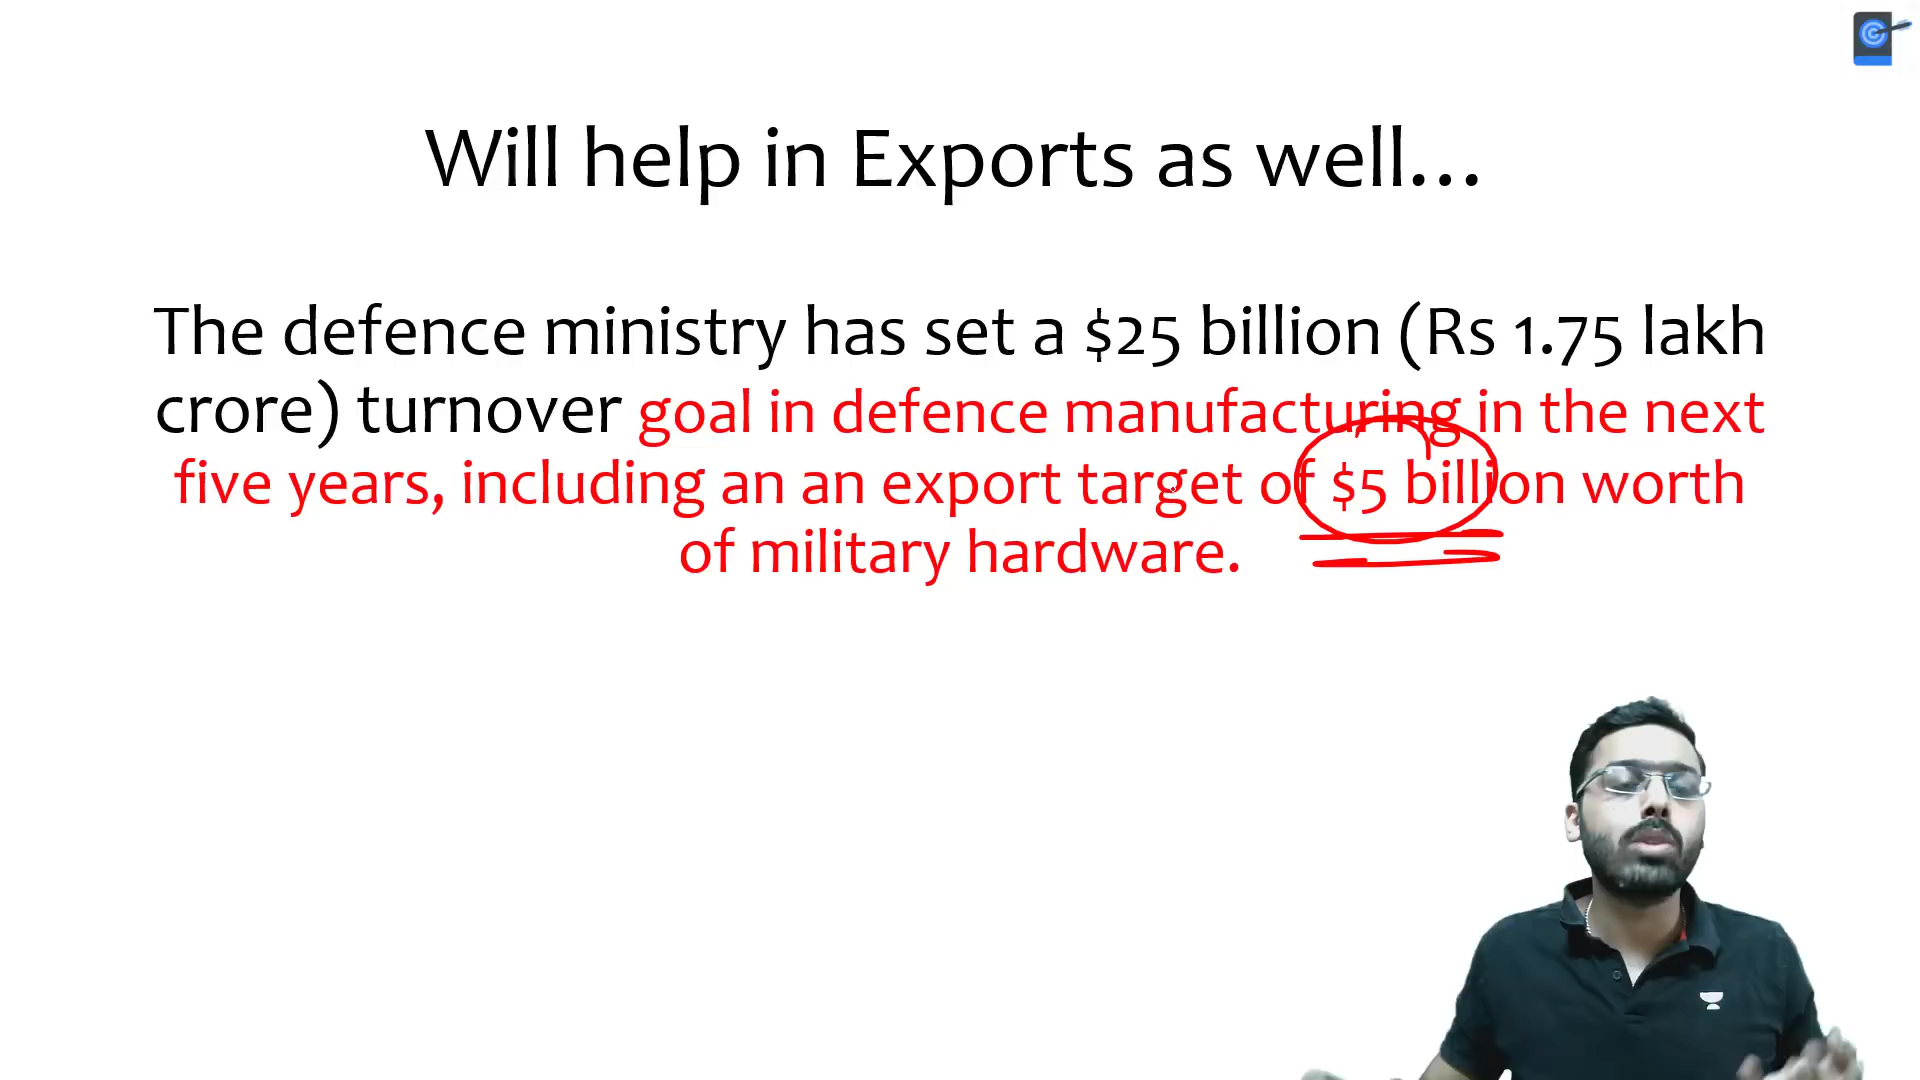 Will help in Exports as well...
The defence ministry has set a $25 billion (Rs 1.75 lakh
crore) turnover goal in defence manufacturing in the next
five years, including an an export target of $5 billion worth
of military hardware.